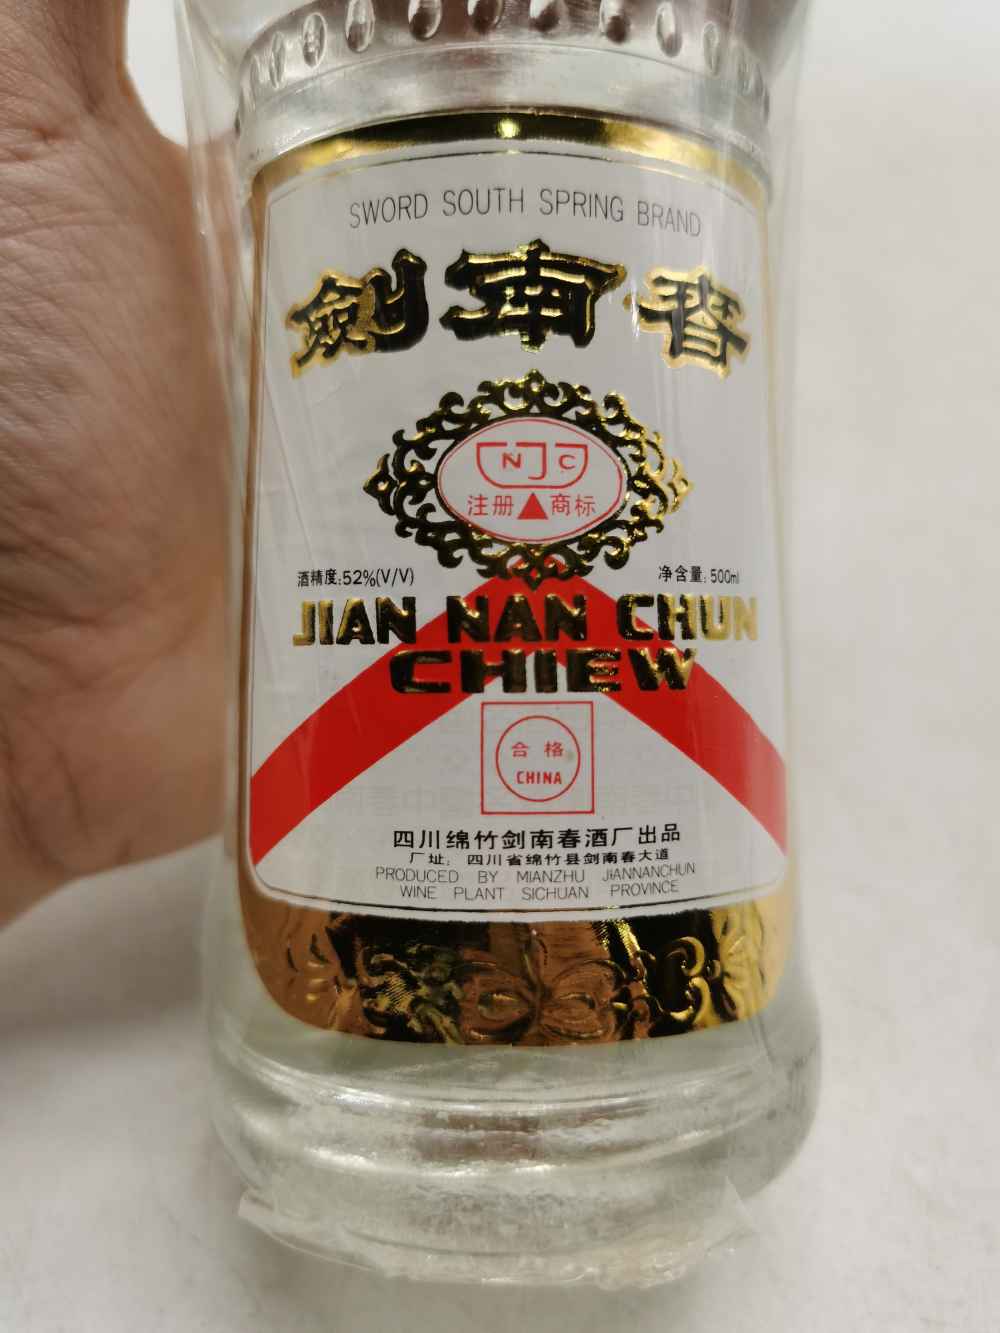 SWORD SOUTH SPRING BRAND
劍南春
NJC
注册 商标
酒精度:52%(V/V)
净含量: 500ml
JIAN NAN CHUN
CHIEW
合格
CHINA
四川绵竹剑南春酒厂出品
厂址: 四川省绵竹县剑南春大道
PRODUCED BY MIANZHU JIANNANCHUN
WINE PLANT SICHUAN PROVINCE